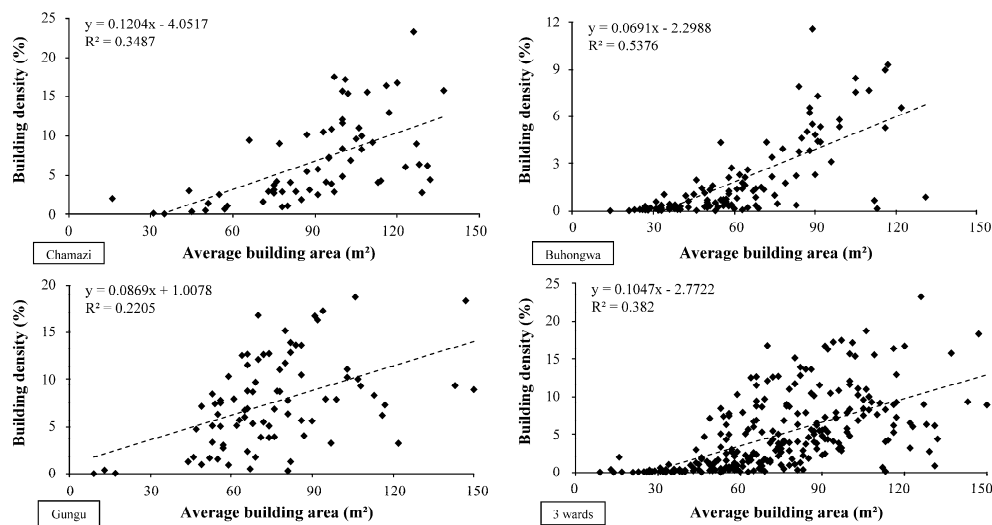 y = 0.1204x - 4.0517
R² = 0.3487
Building density (%)
25
20
15
10
5
0
0 30 60 90 120 150
Chamazi
Average building area (m²)
y = 0.0691x - 2.2988
R² = 0.5376
Building density (%)
12
9
6
3
0
0 30 60 90 120 150
Buhongwa
Average building area (m²)
y = 0.0869x + 1.0078
R² = 0.2205
Building density (%)
20
15
10
5
0
0 30 60 90 120 150
Gungu
Average building area (m²)
y = 0.1047x - 2.7722
R² = 0.382
Building density (%)
25
20
15
10
5
0
0 30 60 90 120 150
3 wards
Average building area (m²)